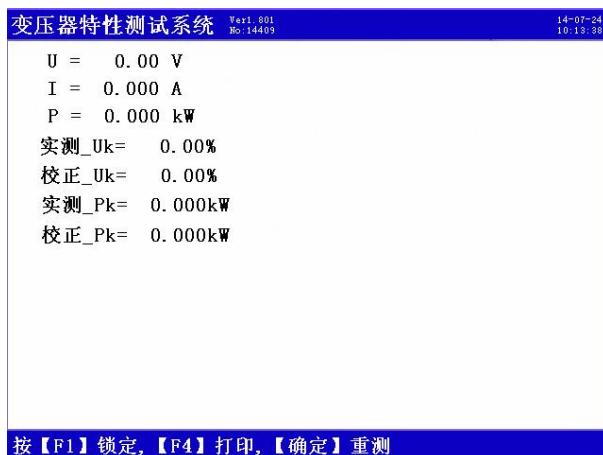 变压器特性测试系统 Ver1.801 No:14409 14-07-24 10:13:38
U = 0.00 V
I = 0.000 A
P = 0.000 kW
实测_Uk= 0.00%
校正_Uk= 0.00%
实测_Pk= 0.000kW
校正_Pk= 0.000kW
按【F1】锁定,【F4】打印,【确定】重测